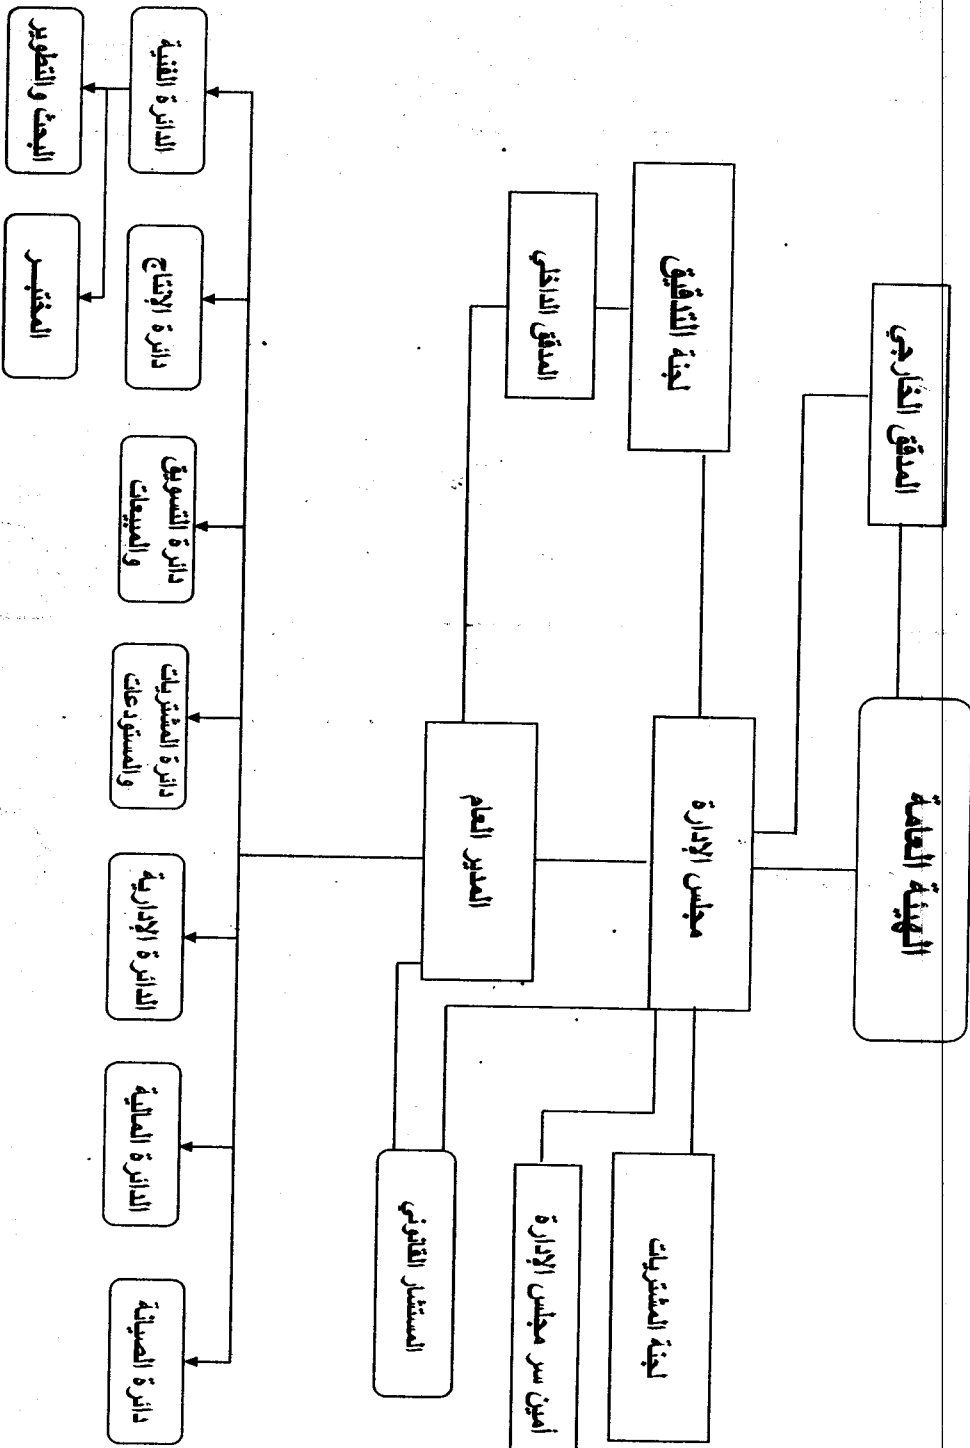 الهيئة العامة
المدقق الخارجي
مجلس الإدارة
لجنة التدقيق
لجنة المشتريات
المدقق الداخلي
أمين سر مجلس الإدارة
المدير العام
المستشار القانوني
الدائرة الفنية
دائرة الإنتاج
دائرة التسويق
والمبيعات
دائرة المشتريات
والمستودعات
الدائرة الإدارية
الدائرة المالية
دائرة الصيانة
البحث والتطوير
المختبـر